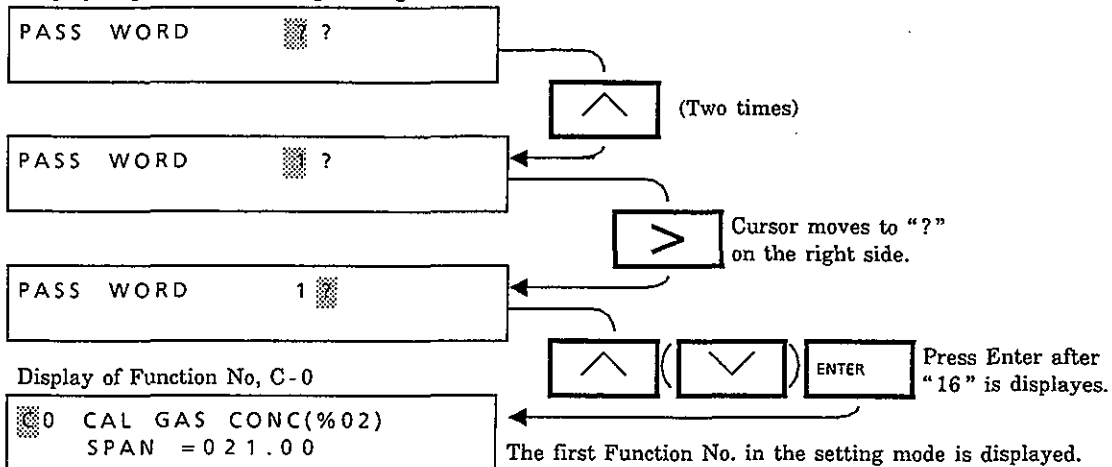 PASS WORD ? ?
(Two times)
PASS WORD 1 ?
Cursor moves to “?”
on the right side.
PASS WORD 1 ?
ENTER
Press Enter after
“16” is displayes.
Display of Function No, C-0
C0 CAL GAS CONC(%02)
SPAN =021.00
The first Function No. in the setting mode is displayed.